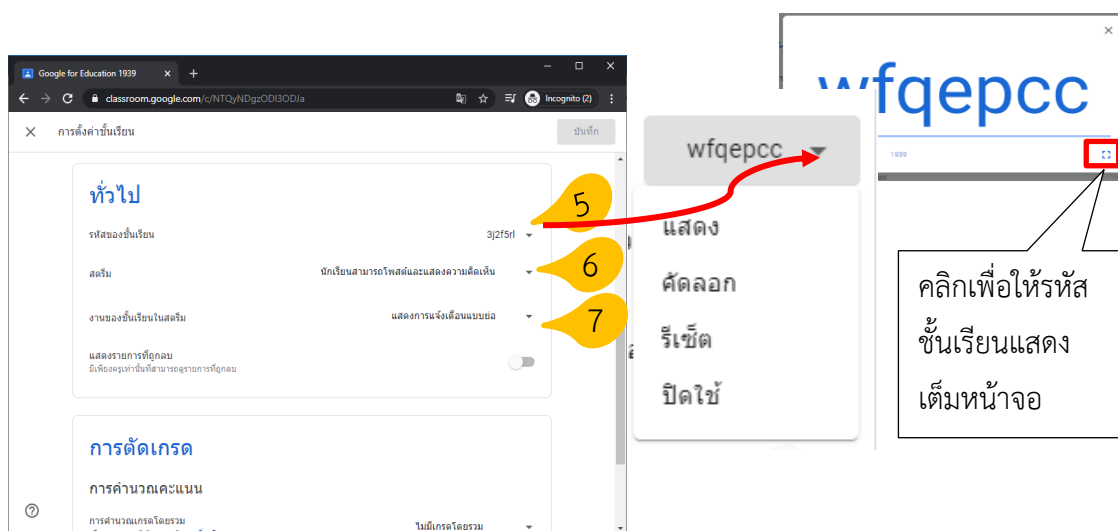 Google for Education 1939
classroom.google.com/c/NTQyNDgzODI3ODJa
Incognito (2)
การตั้งค่าชั้นเรียน
บันทึก
ทั่วไป
รหัสของชั้นเรียน
3j2f5rl
5
สตรีม
นักเรียนสามารถโพสต์และแสดงความคิดเห็น
6
งานของชั้นเรียนในสตรีม
แสดงการแจ้งเตือนแบบย่อ
7
แสดงรายการที่ถูกลบ
มีเพียงครูเท่านั้นที่สามารถดูรายการที่ถูกลบ
การตัดเกรด
การคำนวณคะแนน
การคำนวณเกรดโดยรวม
ไม่มีเกรดโดยรวม
wfqepcc
แสดง
คัดลอก
รีเซ็ต
ปิดใช้
wfqepcc
1939
คลิกเพื่อให้รหัส
ชั้นเรียนแสดง
เต็มหน้าจอ